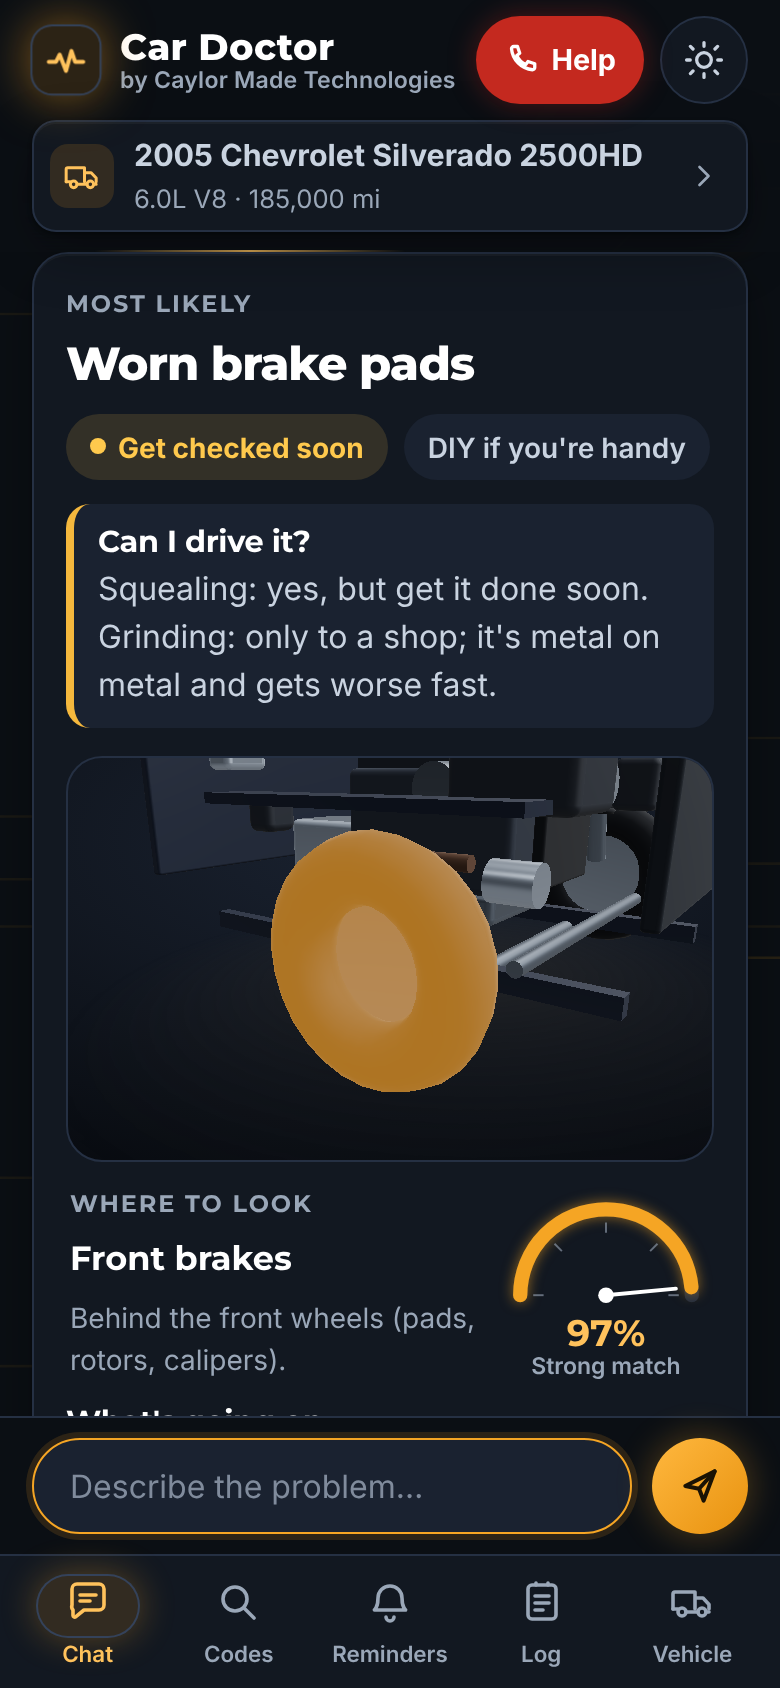 Car Doctor
by Caylor Made Technologies
Help
2005 Chevrolet Silverado 2500HD
6.0L V8 · 185,000 mi
MOST LIKELY
Worn brake pads
Get checked soon
DIY if you're handy
Can I drive it?
Squealing: yes, but get it done soon.
Grinding: only to a shop; it's metal on
metal and gets worse fast.
WHERE TO LOOK
Front brakes
Behind the front wheels (pads,
rotors, calipers).
97%
Strong match
What's going on
Describe the problem...
Chat
Codes
Reminders
Log
Vehicle